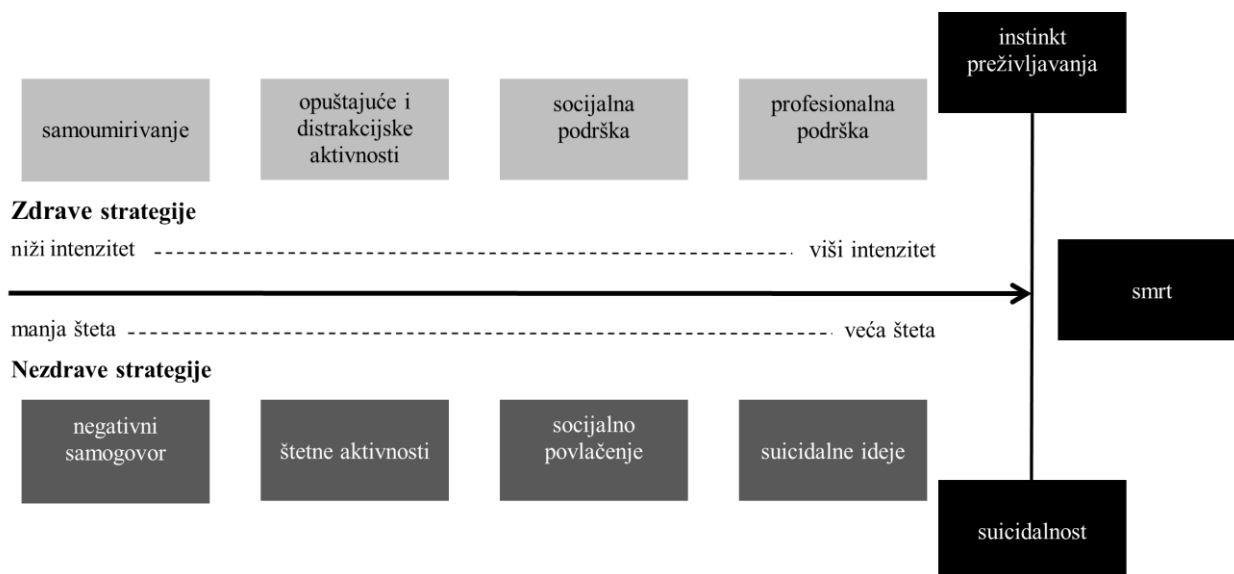 instinkt
preživljavanja
samoumirivanje
opuštajuće i
distrakcijske
aktivnosti
socijalna
podrška
profesionalna
podrška
Zdrave strategije
niži intenzitet
viši intenzitet
smrt
manja šteta
veća šteta
Nezdrave strategije
negativni
samogovor
štetne aktivnosti
socijalno
povlačenje
suicidalne ideje
suicidalnost